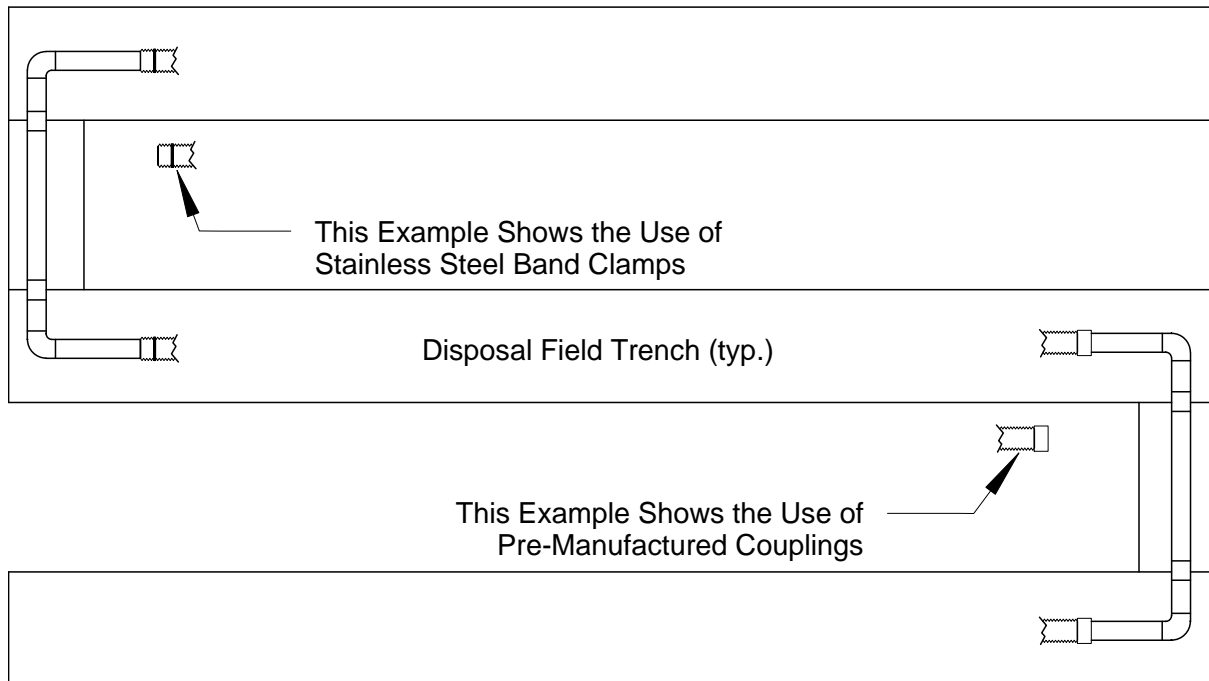 This Example Shows the Use of
Stainless Steel Band Clamps
Disposal Field Trench (typ.)
This Example Shows the Use of
Pre-Manufactured Couplings